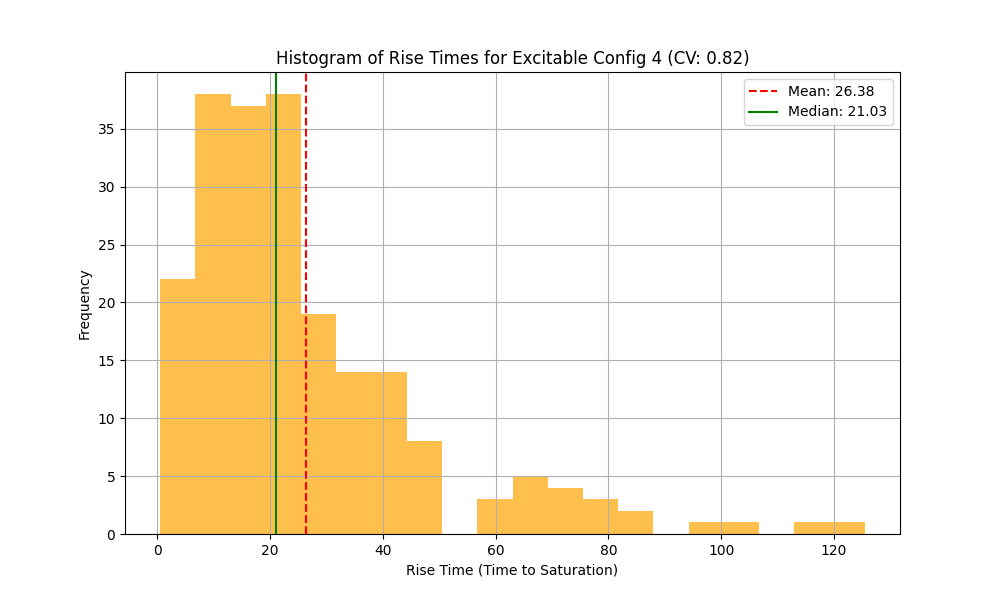 Histogram of Rise Times for Excitable Config 4 (CV: 0.82)
Mean: 26.38
Median: 21.03
Frequency
35
30
25
20
15
10
5
0
0 20 40 60 80 100 120
Rise Time (Time to Saturation)